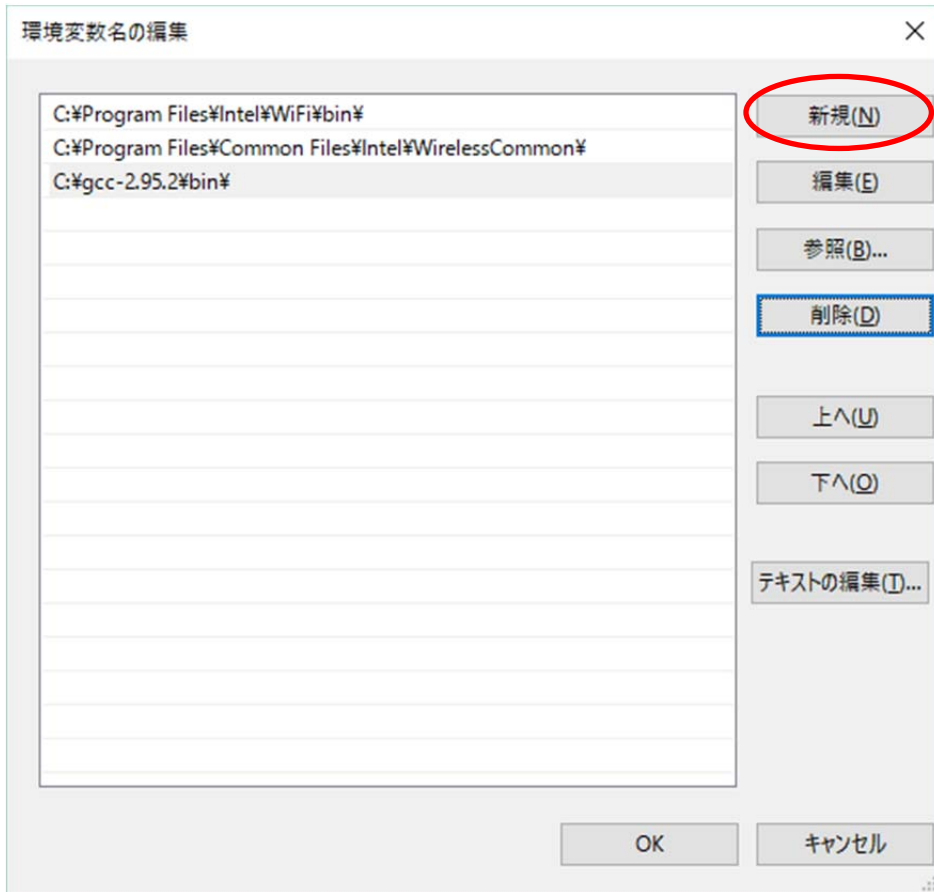 環境変数名の編集
C:¥Program Files¥Intel¥WiFi¥bin¥
C:¥Program Files¥Common Files¥Intel¥WirelessCommon¥
C:¥gcc-2.95.2¥bin¥
新規(N)
編集(E)
参照(B)...
削除(D)
上へ(U)
下へ(O)
テキストの編集(T)...
OK
キャンセル